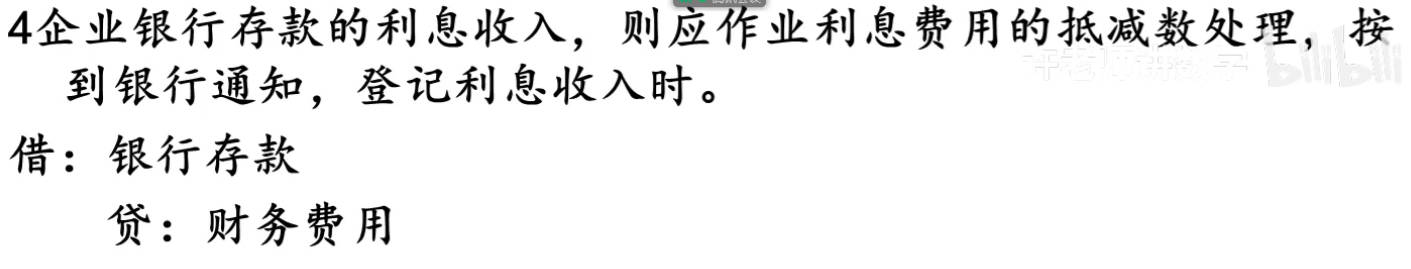 4企业银行存款的利息收入，则应作业利息费用的抵减数处理，按
到银行通知，登记利息收入时。
借：银行存款
贷：财务费用
bilibili